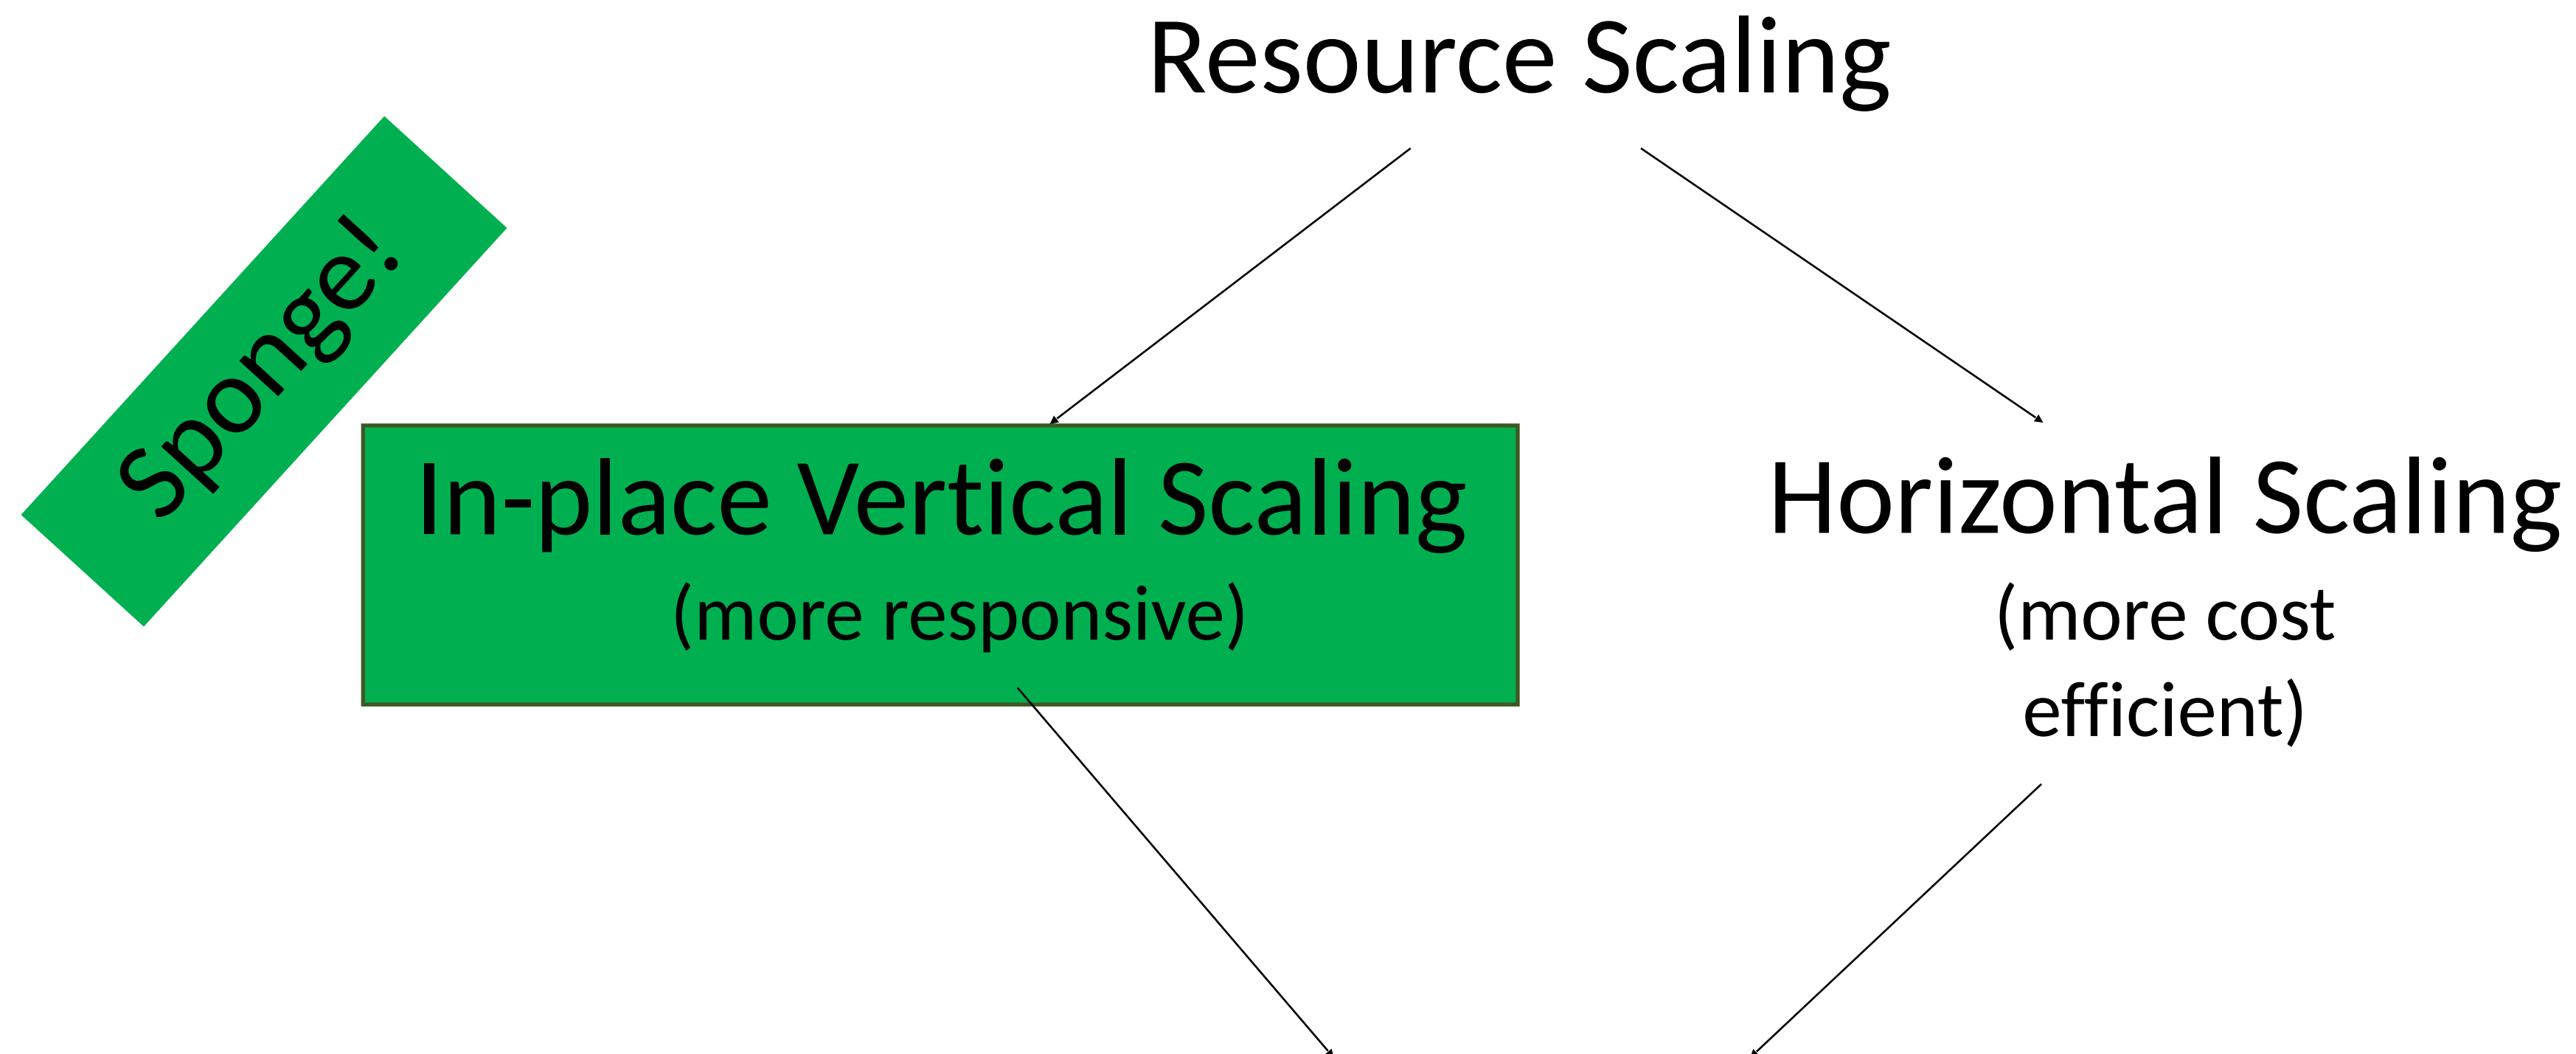 Resource Scaling
Sponge!
In-place Vertical Scaling
(more responsive)
Horizontal Scaling
(more cost
efficient)